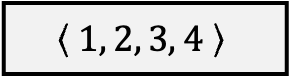 ⟨ 1, 2, 3, 4 ⟩